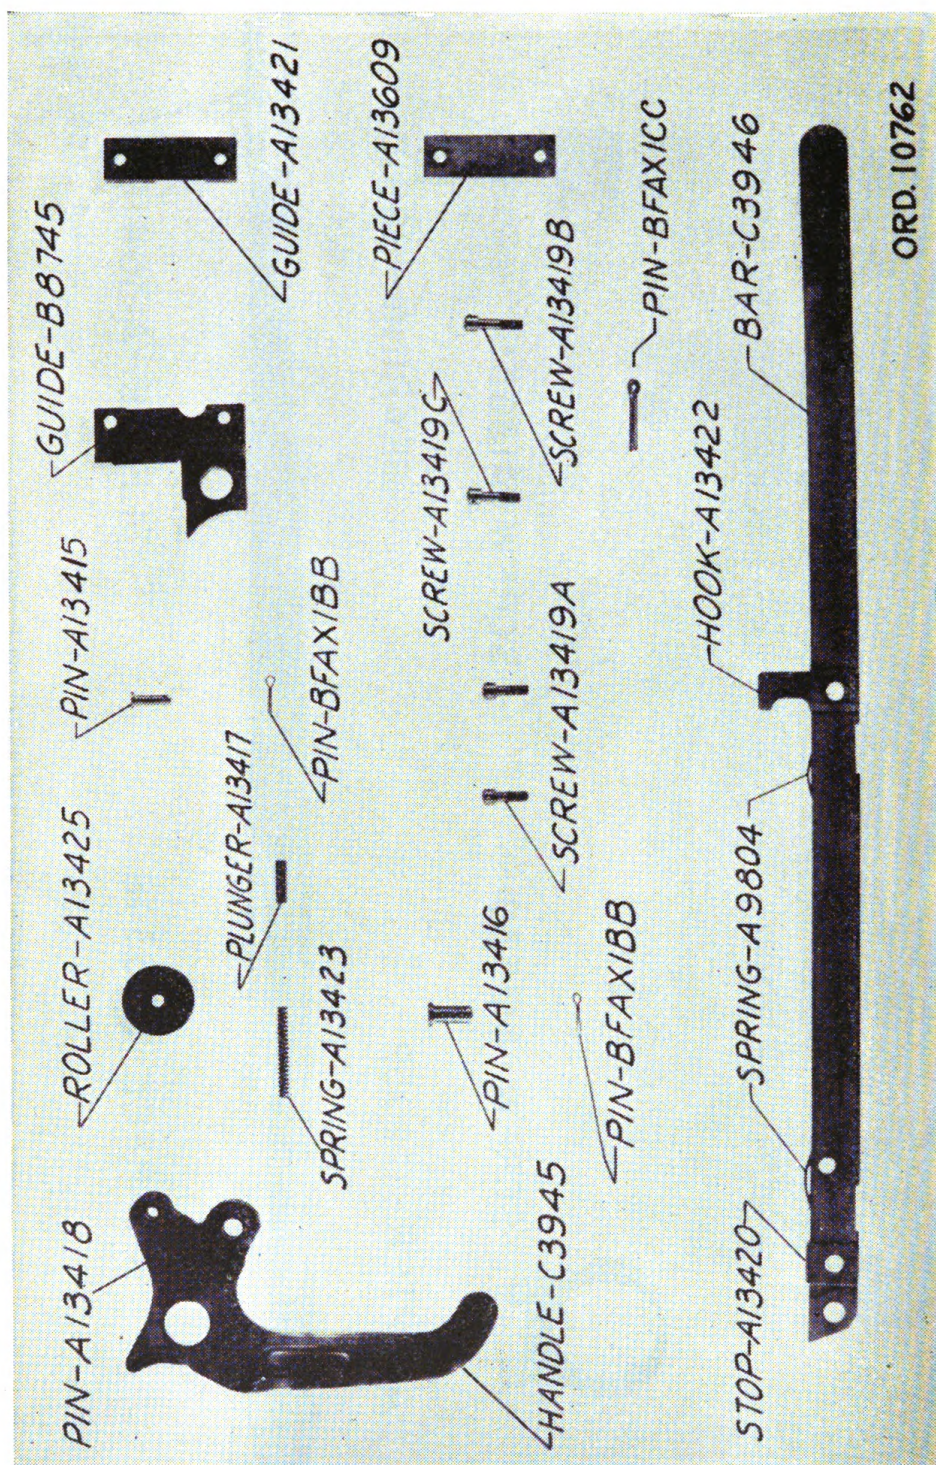 PIN-A13418
ROLLER-A13425
PIN-A13415
GUIDE-B8745
GUIDE-A13421
PLUNGER-A13417
SPRING-A13423
PIN-BFAX1BB
PIECE-A13609
HANDLE-C3945
PIN-A13416
SCREW-A13419C
SCREW-A13419A
SCREW-A13419B
PIN-BFAX1BB
PIN-BFAX1CC
STOP-A13420
SPRING-A9804
HOOK-A13422
BAR-C3946
ORD. 10762